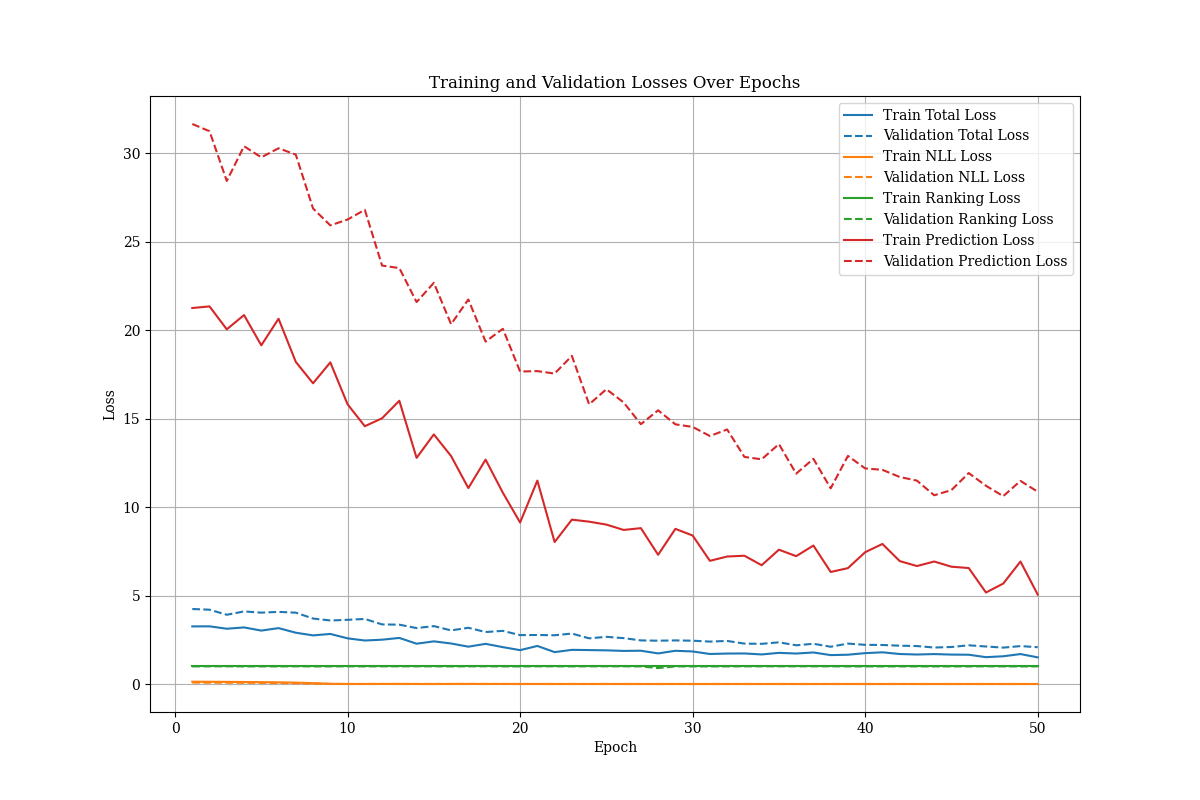 Training and Validation Losses Over Epochs
Train Total Loss
Validation Total Loss
Train NLL Loss
Validation NLL Loss
Train Ranking Loss
Validation Ranking Loss
Train Prediction Loss
Validation Prediction Loss
30
25
20
15
10
5
0
Loss
0 10 20 30 40 50
Epoch